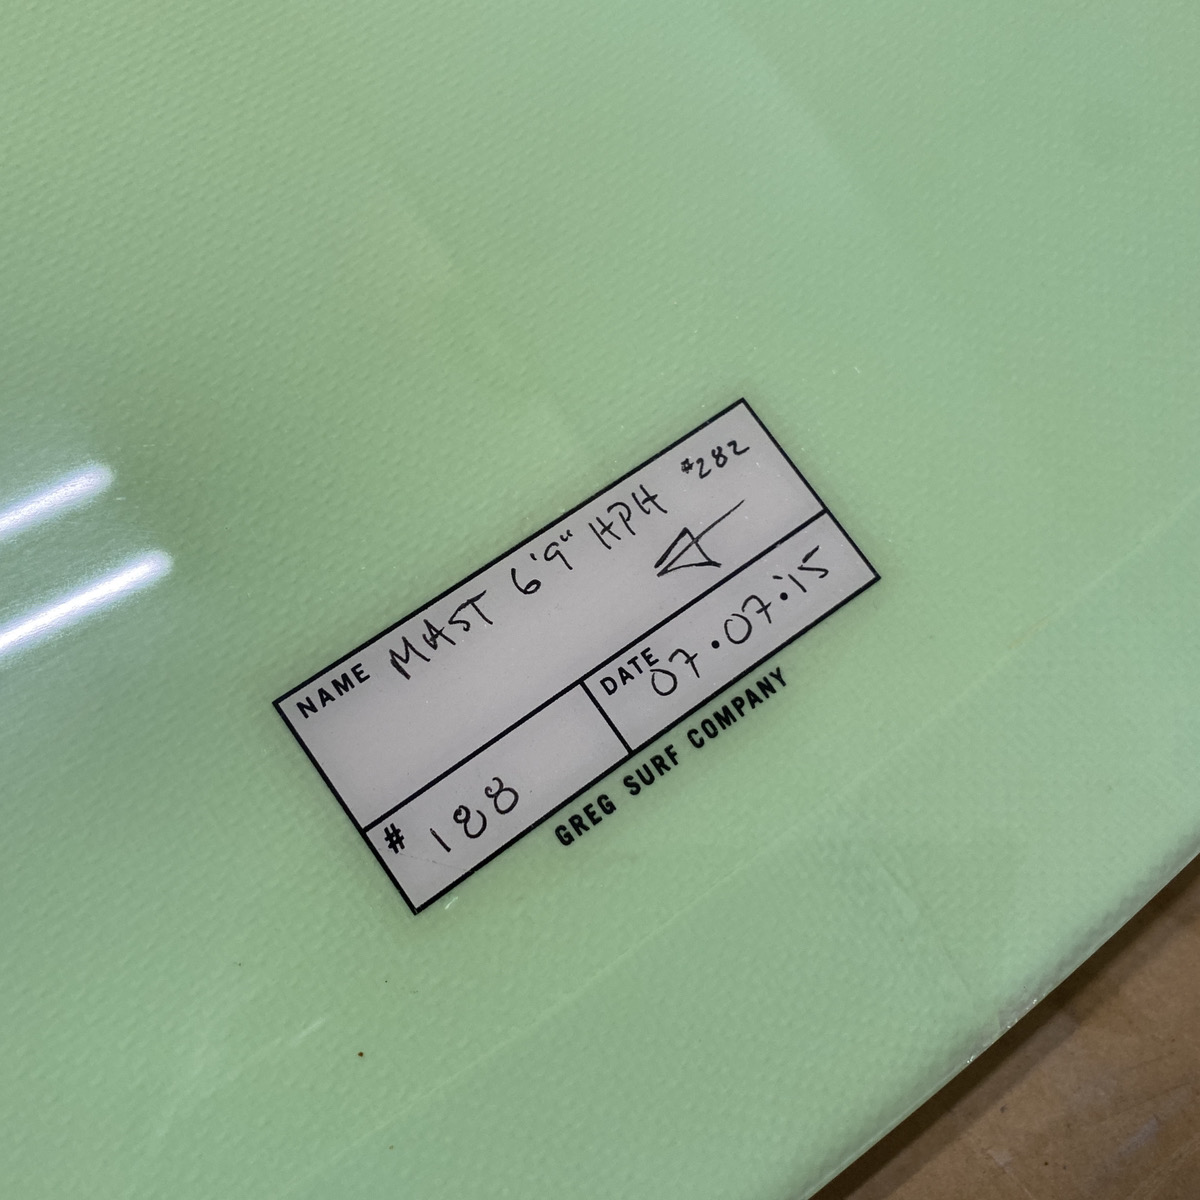 NAME MAST 6'9" HPH #282
# 188
DATE 07.07.'15
GREG SURF COMPANY